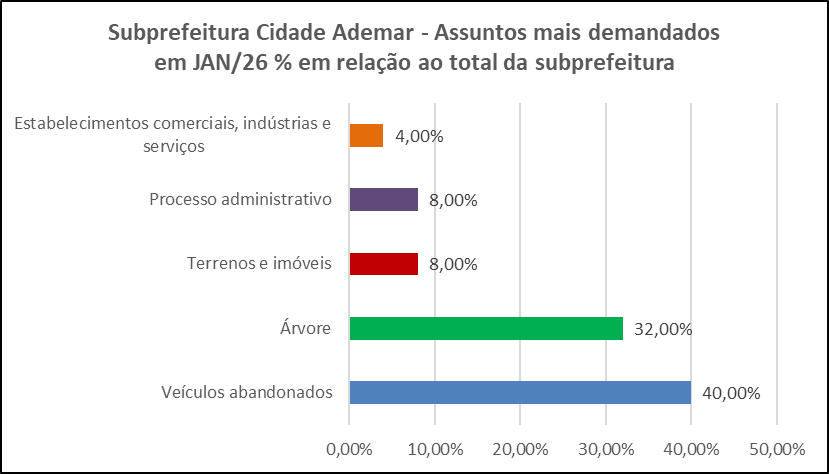 Subprefeitura Cidade Ademar - Assuntos mais demandados
em JAN/26 % em relação ao total da subprefeitura
Estabelecimentos comerciais, indústrias e
serviços
4,00%
Processo administrativo
8,00%
Terrenos e imóveis
8,00%
Árvore
32,00%
Veículos abandonados
40,00%
0,00% 10,00% 20,00% 30,00% 40,00% 50,00%